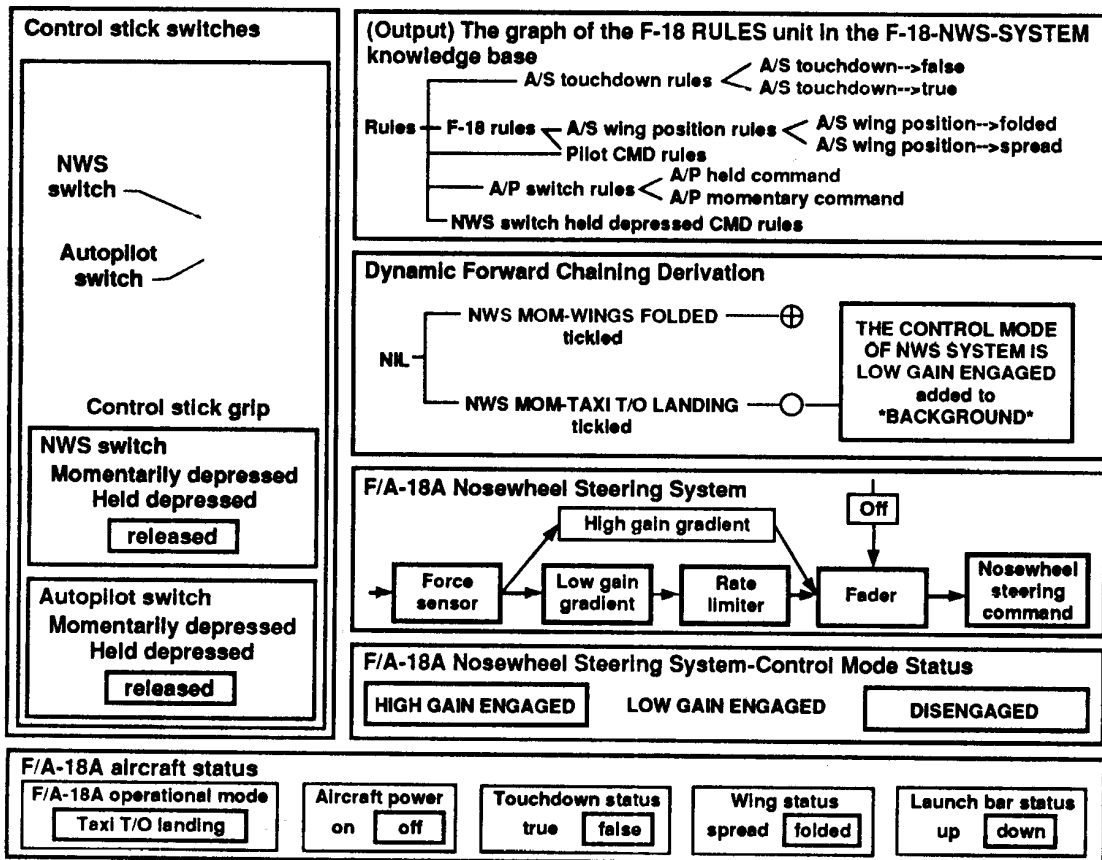 Control stick switches
NWS
switch
Autopilot
switch
Control stick grip
NWS switch
Momentarily depressed
Held depressed
released
Autopilot switch
Momentarily depressed
Held depressed
released
(Output) The graph of the F-18 RULES unit in the F-18-NWS-SYSTEM
knowledge base
A/S touchdown rules
A/S touchdown-->false
A/S touchdown-->true
Rules
F-18 rules
A/S wing position rules
A/S wing position-->folded
A/S wing position-->spread
Pilot CMD rules
A/P switch rules
A/P held command
A/P momentary command
NWS switch held depressed CMD rules
Dynamic Forward Chaining Derivation
NIL
NWS MOM-WINGS FOLDED
tickled
NWS MOM-TAXI T/O LANDING
tickled
THE CONTROL MODE
OF NWS SYSTEM IS
LOW GAIN ENGAGED
added to
*BACKGROUND*
F/A-18A Nosewheel Steering System
Off
High gain gradient
Force
sensor
Low gain
gradient
Rate
limiter
Fader
Nosewheel
steering
command
F/A-18A Nosewheel Steering System-Control Mode Status
HIGH GAIN ENGAGED
LOW GAIN ENGAGED
DISENGAGED
F/A-18A aircraft status
F/A-18A operational mode
Taxi T/O landing
Aircraft power
on off
Touchdown status
true false
Wing status
spread folded
Launch bar status
up down